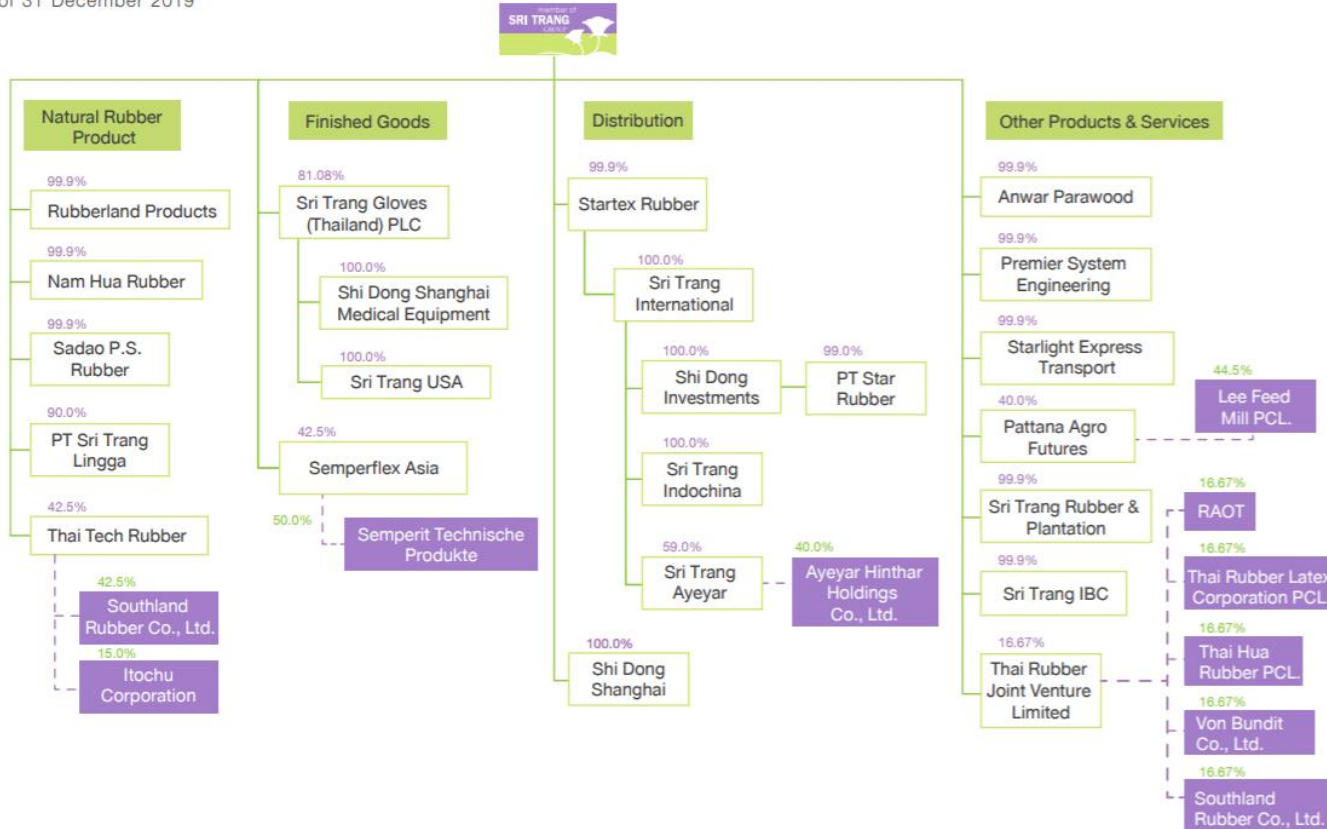 of 31 December 2019
member of
SRI TRANG
GROUP
Natural Rubber
Product
99.9%
Rubberland Products
99.9%
Nam Hua Rubber
99.9%
Sadao P.S.
Rubber
90.0%
PT Sri Trang
Lingga
42.5%
Thai Tech Rubber
42.5%
Southland
Rubber Co., Ltd.
15.0%
Itochu
Corporation
Finished Goods
81.08%
Sri Trang Gloves
(Thailand) PLC
100.0%
Shi Dong Shanghai
Medical Equipment
100.0%
Sri Trang USA
42.5%
Semperflex Asia
50.0%
Semperit Technische
Produkte
Distribution
99.9%
Startex Rubber
100.0%
Sri Trang
International
100.0%
Shi Dong
Investments
99.0%
PT Star
Rubber
100.0%
Sri Trang
Indochina
59.0%
Sri Trang
Ayeyar
40.0%
Ayeyar Hinthar
Holdings
Co., Ltd.
100.0%
Shi Dong
Shanghai
Other Products & Services
99.9%
Anwar Parawood
99.9%
Premier System
Engineering
99.9%
Starlight Express
Transport
40.0%
Pattana Agro
Futures
44.5%
Lee Feed
Mill PCL.
99.9%
Sri Trang Rubber &
Plantation
99.9%
Sri Trang IBC
16.67%
Thai Rubber
Joint Venture
Limited
16.67%
RAOT
16.67%
Thai Rubber Latex
Corporation PCL
16.67%
Thai Hua
Rubber PCL.
16.67%
Von Bundit
Co., Ltd.
16.67%
Southland
Rubber Co., Ltd.